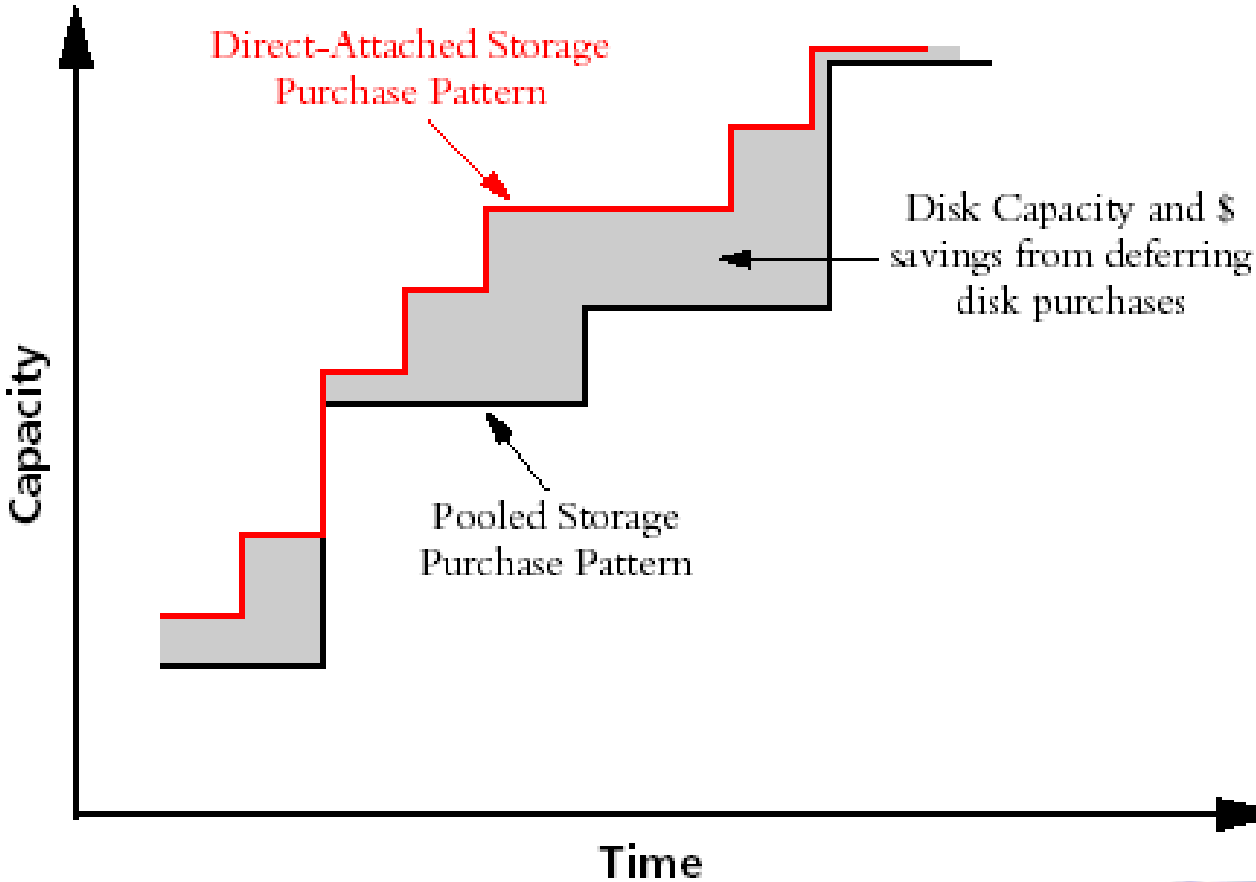 Direct-Attached Storage
Purchase Pattern
Disk Capacity and $
savings from deferring
disk purchases
Capacity
Pooled Storage
Purchase Pattern
Time